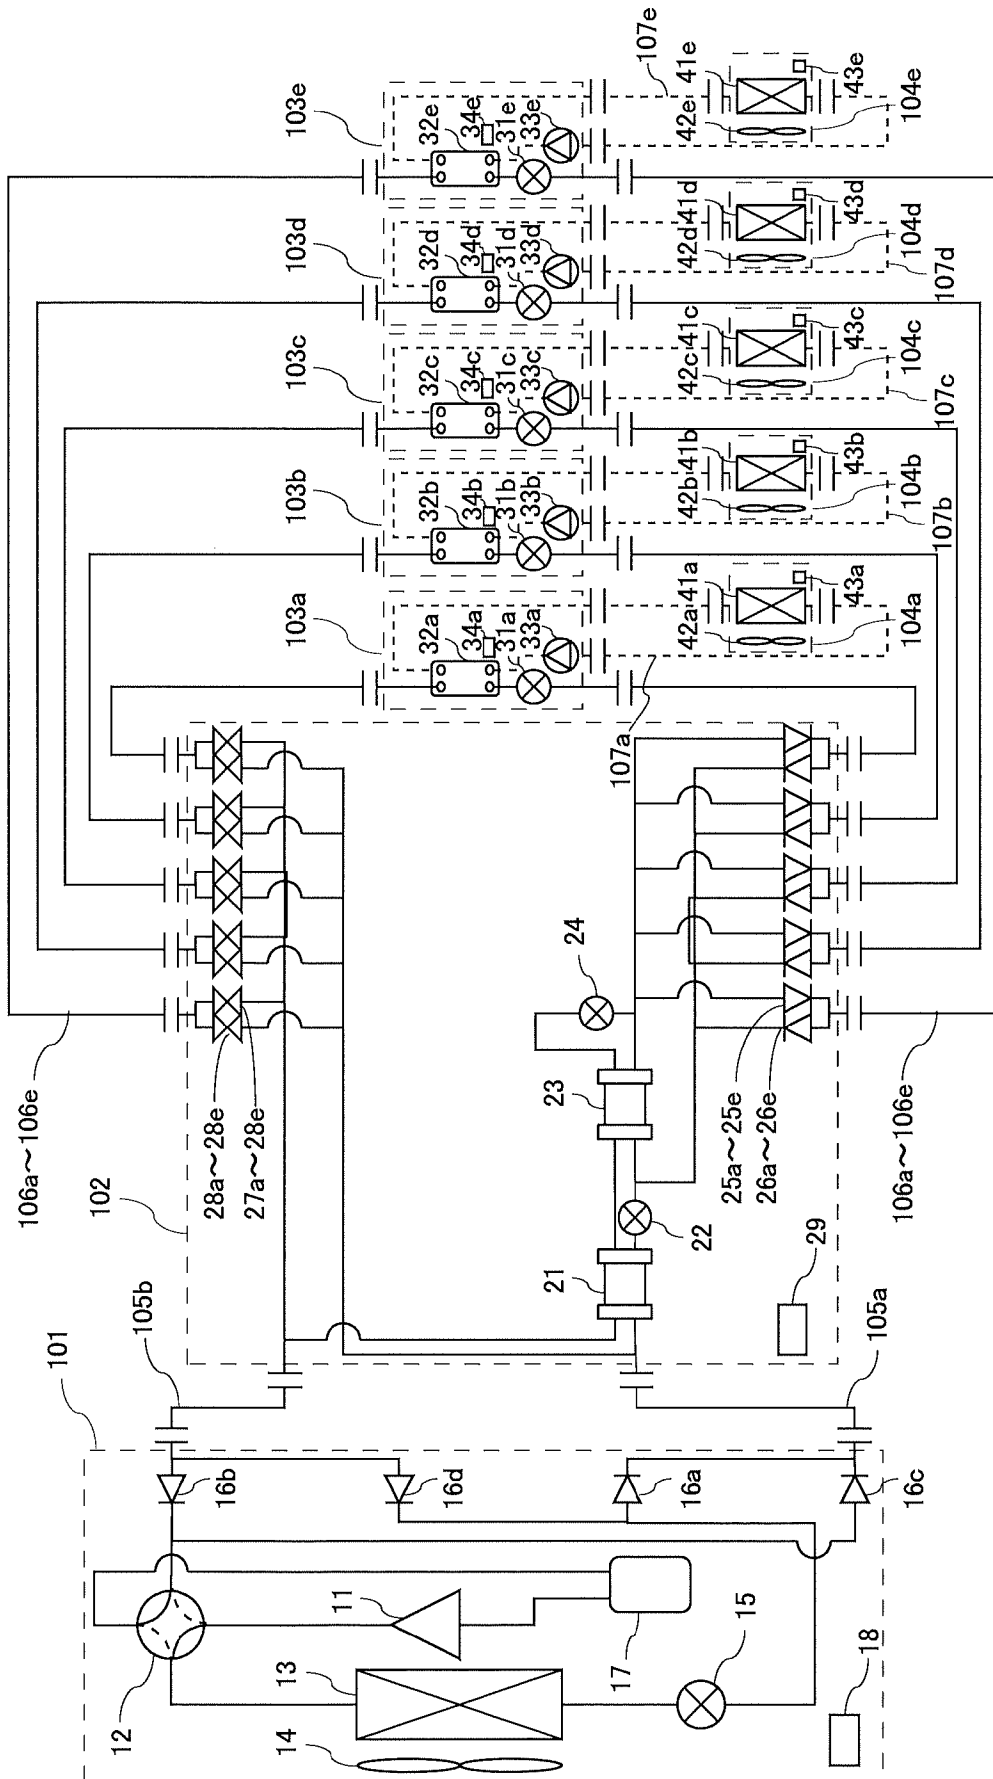 106a～106e
101
102
12
105b
28a～28e
16b
27a～28e
14
13
103a
103b
103c
103d
103e
11
32a
32b
32c
32d
32e
16d
34a
34b
34c
34d
34e
31a
31b
31c
31d
31e
33a
33b
33c
33d
33e
21
23
24
17
107a
107e
16a
22
42a
41a
42b
41b
42c
41c
42d
41d
42e
41e
25a～25e
15
26a～26e
29
43a
43b
43c
43d
43e
18
105a
16c
104a
104b
104c
104d
104e
106a～106e
107b
107c
107d